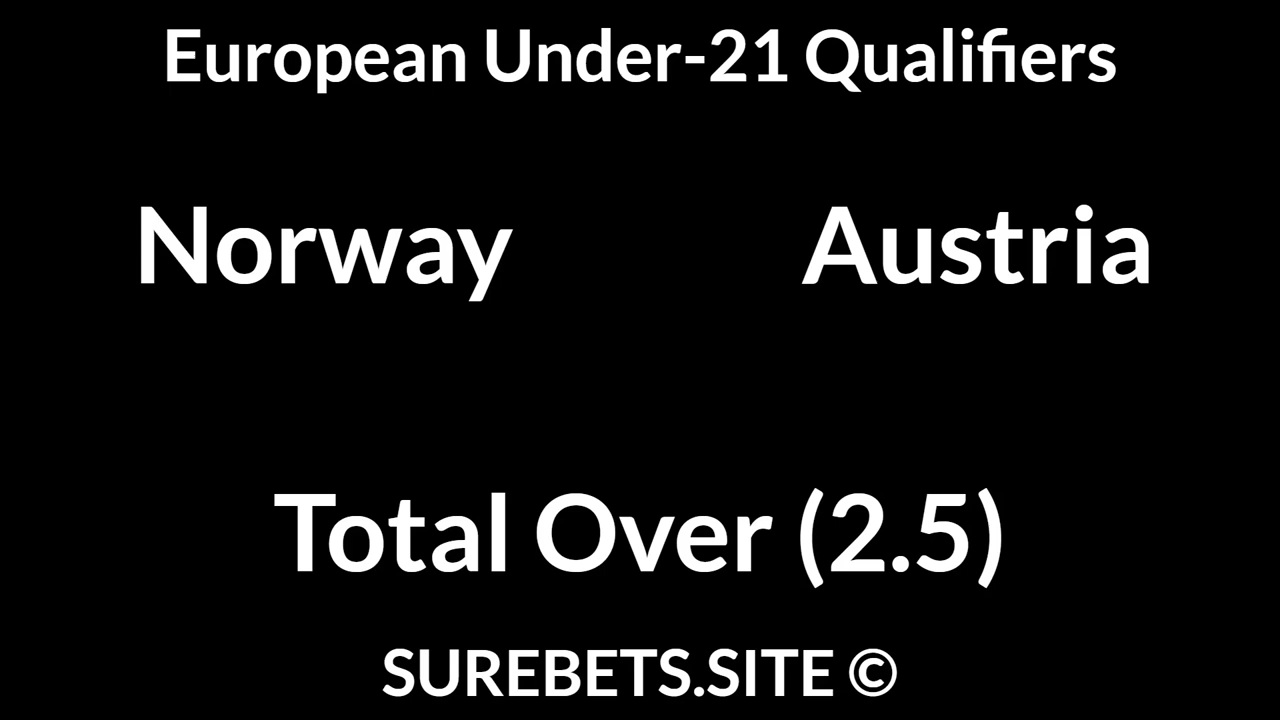 European Under-21 Qualifiers
Norway Austria
Total Over (2.5)
SUREBETS.SITE ©